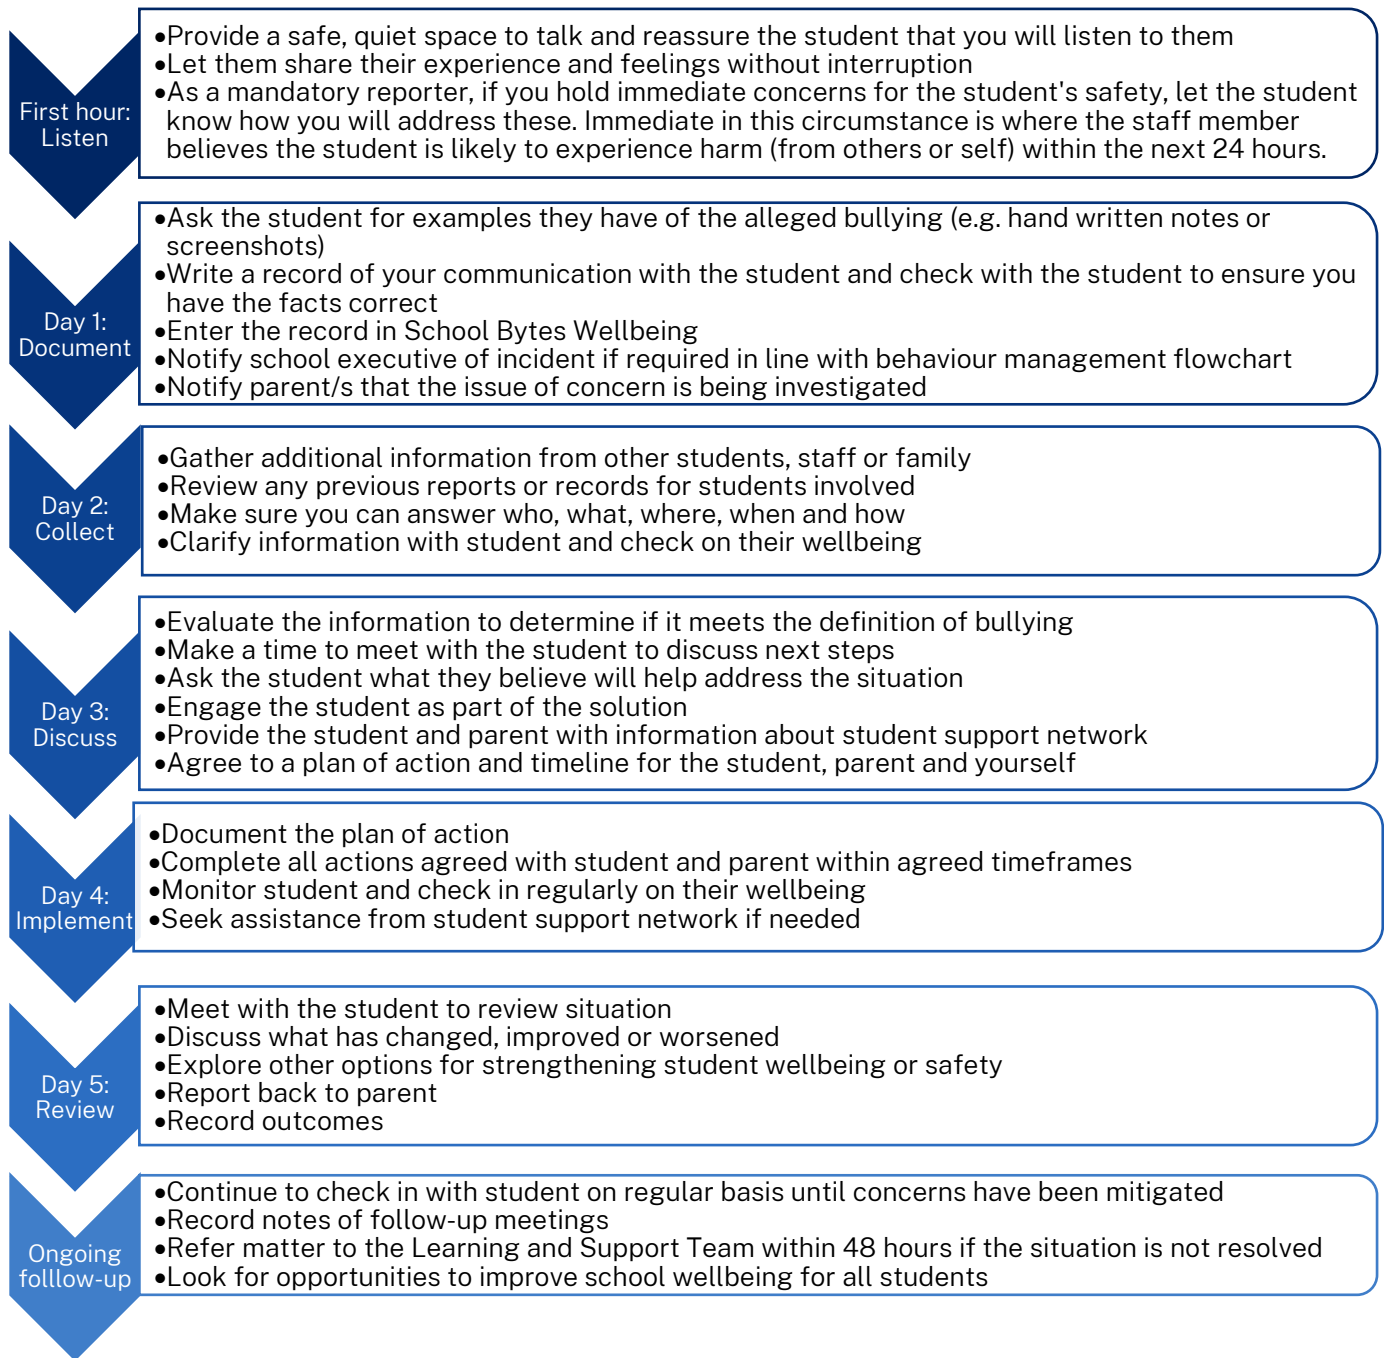 First hour:
Listen
•Provide a safe, quiet space to talk and reassure the student that you will listen to them
•Let them share their experience and feelings without interruption
•As a mandatory reporter, if you hold immediate concerns for the student's safety, let the student
know how you will address these. Immediate in this circumstance is where the staff member
believes the student is likely to experience harm (from others or self) within the next 24 hours.
Day 1:
Document
•Ask the student for examples they have of the alleged bullying (e.g. hand written notes or
screenshots)
•Write a record of your communication with the student and check with the student to ensure you
have the facts correct
•Enter the record in School Bytes Wellbeing
•Notify school executive of incident if required in line with behaviour management flowchart
•Notify parent/s that the issue of concern is being investigated
Day 2:
Collect
•Gather additional information from other students, staff or family
•Review any previous reports or records for students involved
•Make sure you can answer who, what, where, when and how
•Clarify information with student and check on their wellbeing
Day 3:
Discuss
•Evaluate the information to determine if it meets the definition of bullying
•Make a time to meet with the student to discuss next steps
•Ask the student what they believe will help address the situation
•Engage the student as part of the solution
•Provide the student and parent with information about student support network
•Agree to a plan of action and timeline for the student, parent and yourself
Day 4:
Implement
•Document the plan of action
•Complete all actions agreed with student and parent within agreed timeframes
•Monitor student and check in regularly on their wellbeing
•Seek assistance from student support network if needed
Day 5:
Review
•Meet with the student to review situation
•Discuss what has changed, improved or worsened
•Explore other options for strengthening student wellbeing or safety
•Report back to parent
•Record outcomes
Ongoing
folllow-up
•Continue to check in with student on regular basis until concerns have been mitigated
•Record notes of follow-up meetings
•Refer matter to the Learning and Support Team within 48 hours if the situation is not resolved
•Look for opportunities to improve school wellbeing for all students